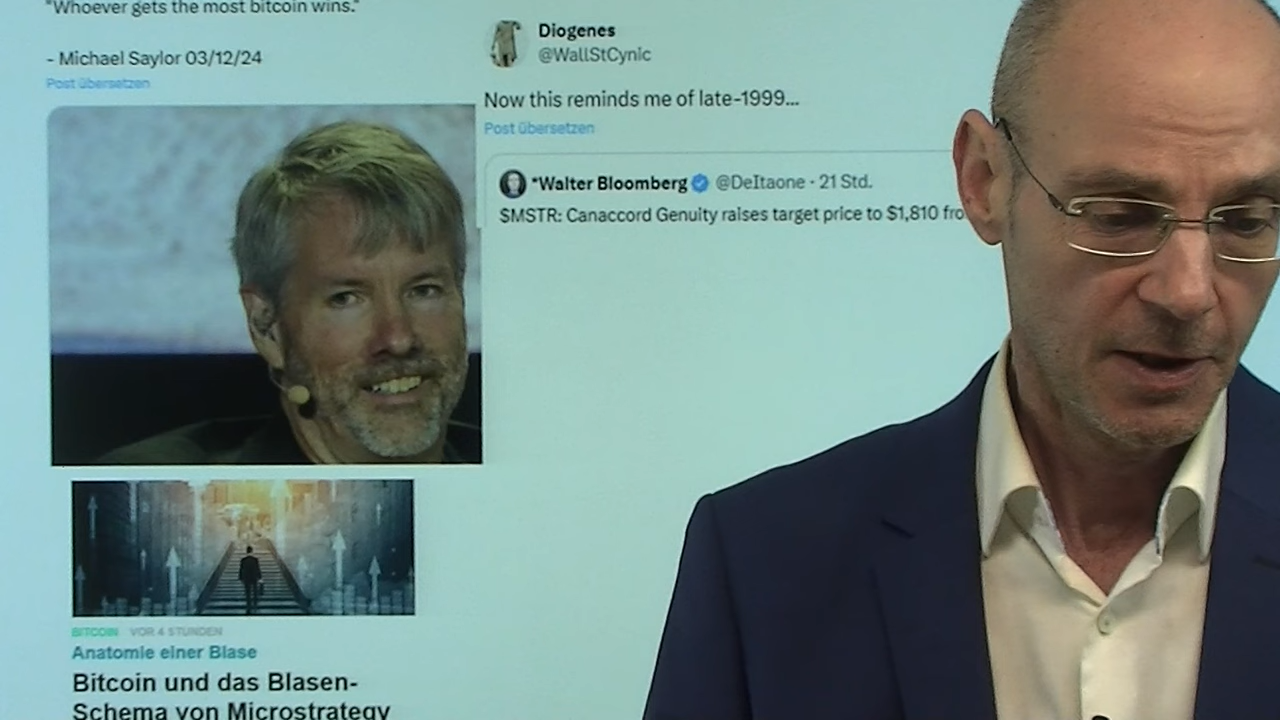 "Whoever gets the most bitcoin wins."
- Michael Saylor 03/12/24
Post übersetzen
Diogenes
@WallStCynic
Now this reminds me of late-1999...
Post übersetzen
*Walter Bloomberg @DeItaone · 21 Std.
$MSTR: Canaccord Genuity raises target price to $1,810 fro
BITCOIN VOR 4 STUNDEN
Anatomie einer Blase
Bitcoin und das Blasen-
Schema von Microstrategy